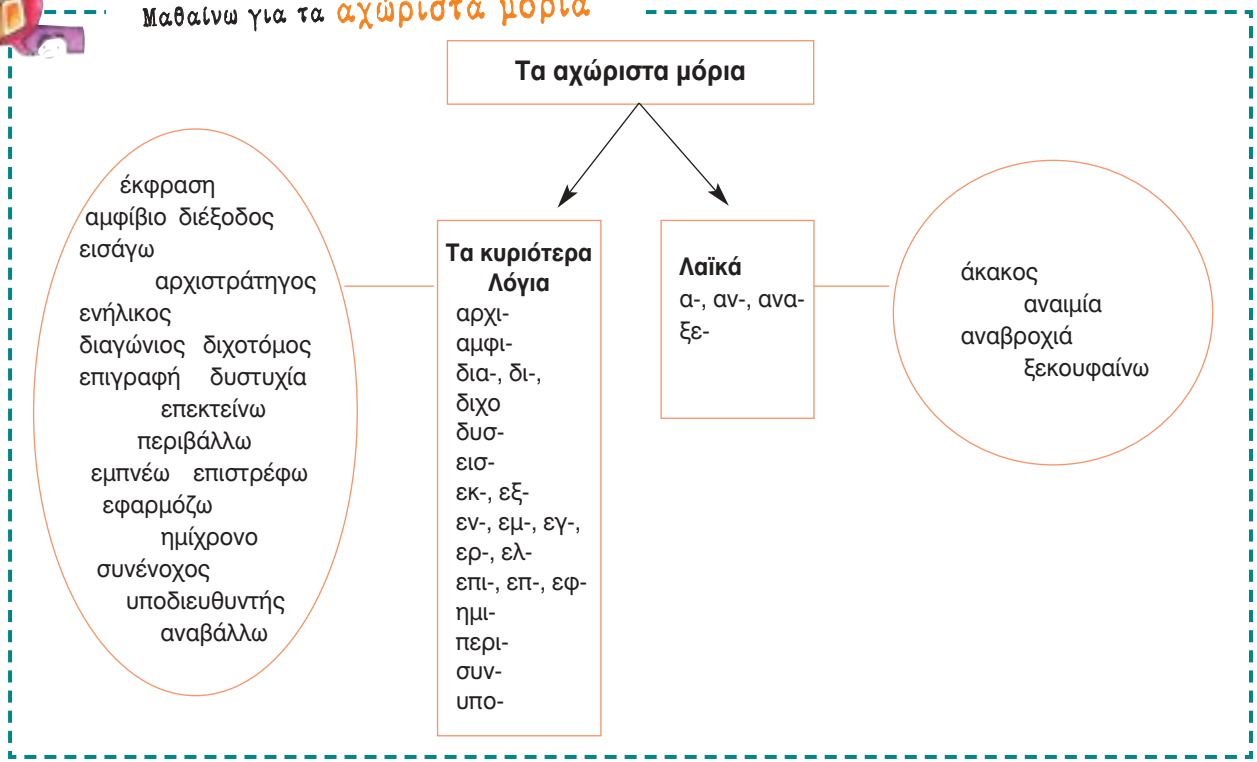 Μαθαίνω για τα αχώριστα μόρια
Τα αχώριστα μόρια
έκφραση
αμφίβιο διέξοδος
εισάγω
αρχιστράτηγος
ενήλικος
διαγώνιος διχοτόμος
επιγραφή δυστυχία
επεκτείνω
περιβάλλω
εμπνέω επιστρέφω
εφαρμόζω
ημίχρονο
συνένοχος
υποδιευθυντής
αναβάλλω
Τα κυριότερα
Λόγια
αρχι-
αμφι-
δια-, δι-,
διχο
δυσ-
εισ-
εκ-, εξ-
εν-, εμ-, εγ-,
ερ-, ελ-
επι-, επ-, εφ-
ημι-
περι-
συν-
υπο-
Λαϊκά
α-, αν-, ανα-
ξε-
άκακος
αναιμία
αναβροχιά
ξεκουφαίνω